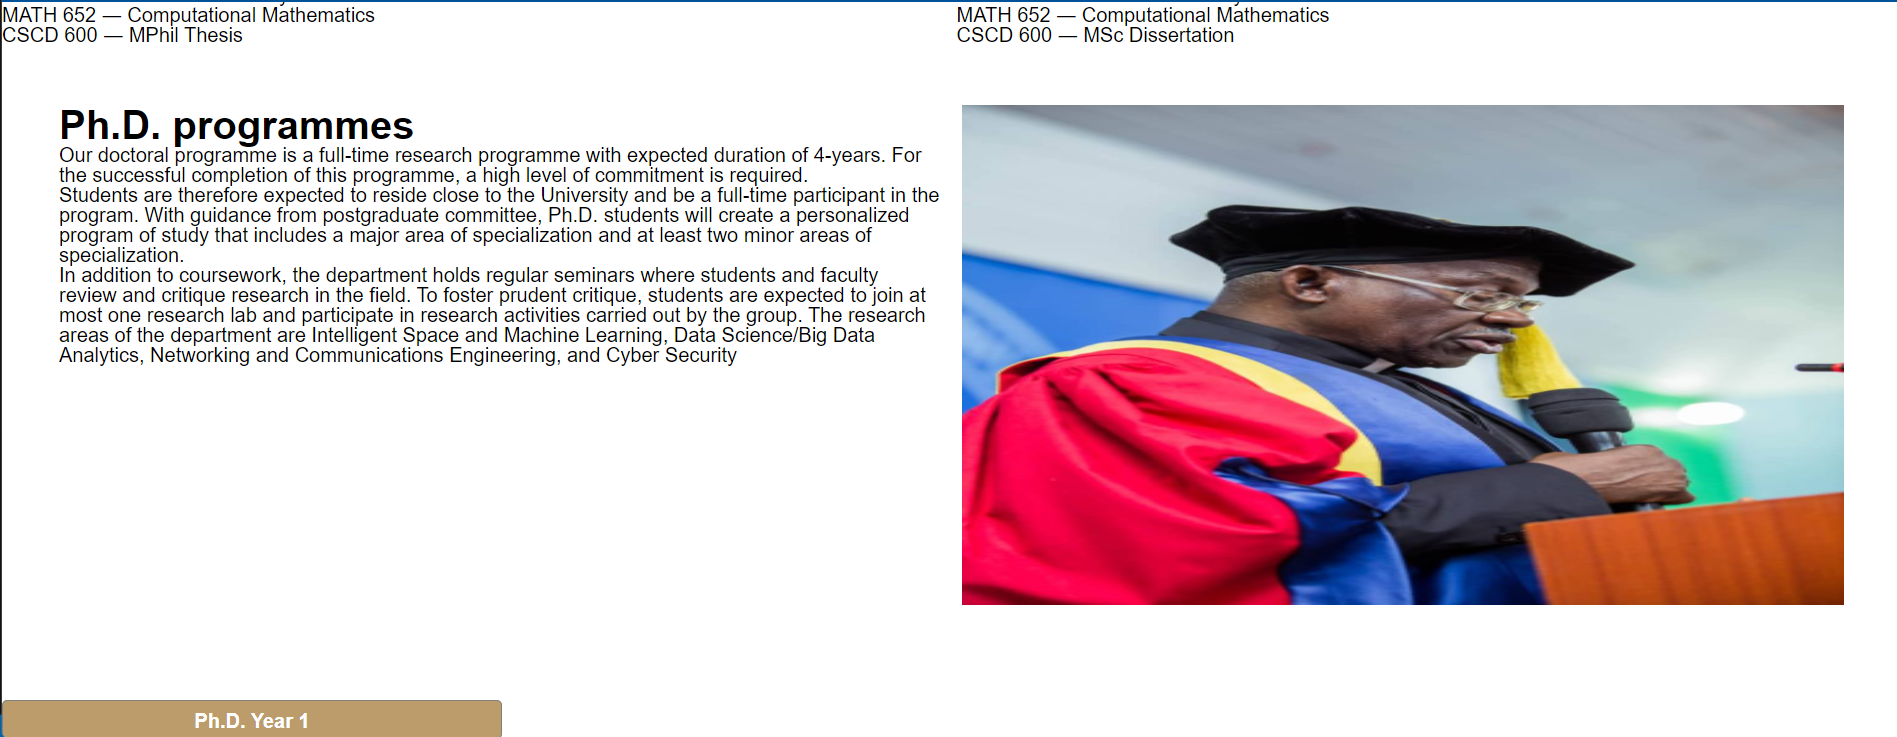 MATH 652 — Computational Mathematics
CSCD 600 — MPhil Thesis
MATH 652 — Computational Mathematics
CSCD 600 — MSc Dissertation
Ph.D. programmes
Our doctoral programme is a full-time research programme with expected duration of 4-years. For
the successful completion of this programme, a high level of commitment is required.
Students are therefore expected to reside close to the University and be a full-time participant in the
program. With guidance from postgraduate committee, Ph.D. students will create a personalized
program of study that includes a major area of specialization and at least two minor areas of
specialization.
In addition to coursework, the department holds regular seminars where students and faculty
review and critique research in the field. To foster prudent critique, students are expected to join at
most one research lab and participate in research activities carried out by the group. The research
areas of the department are Intelligent Space and Machine Learning, Data Science/Big Data
Analytics, Networking and Communications Engineering, and Cyber Security
Ph.D. Year 1